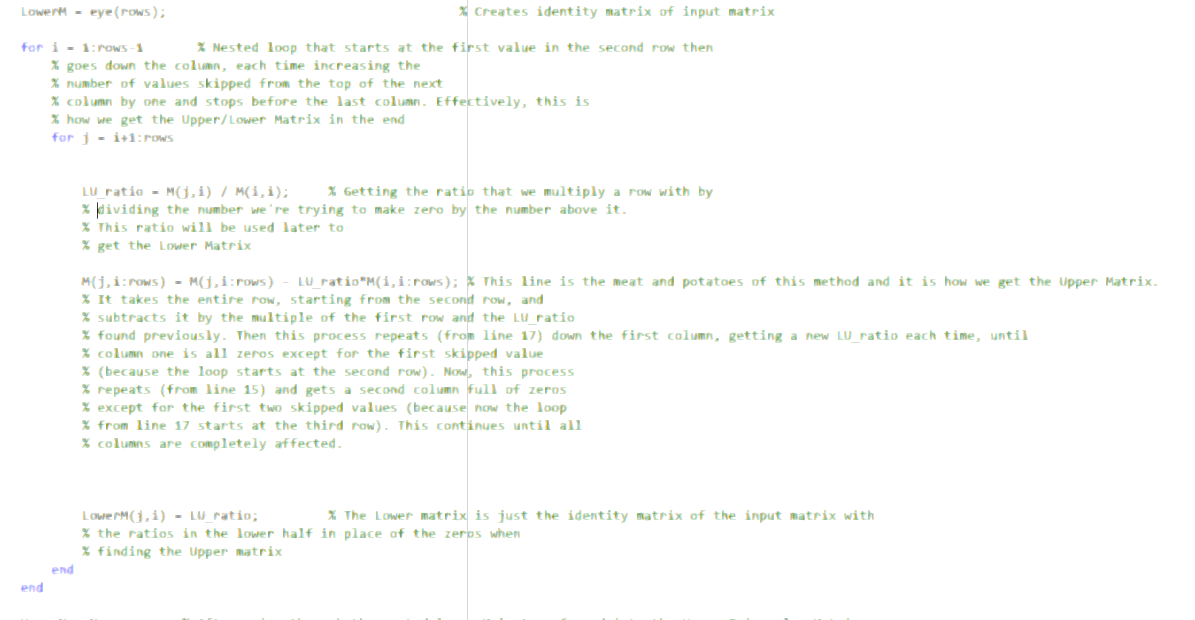 LowerM = eye(rows); % Creates identity matrix of input matrix
for i = 1:rows-1 % Nested loop that starts at the first value in the second row then
% goes down the column, each time increasing the
% number of values skipped from the top of the next
% column by one and stops before the last column. Effectively, this is
% how we get the Upper/Lower Matrix in the end
for j = i+1:rows
LU_ratio = M(j,i) / M(i,i); % Getting the ratio that we multiply a row with by
% dividing the number we're trying to make zero by the number above it.
% This ratio will be used later to
% get the Lower Matrix
M(j,i:rows) = M(j,i:rows) - LU_ratio*M(i,i:rows); % This line is the meat and potatoes of this method and it is how we get the Upper Matrix.
% It takes the entire row, starting from the second row, and
% subtracts it by the multiple of the first row and the LU_ratio
% found previously. Then this process repeats (from line 17) down the first column, getting a new LU_ratio each time, until
% column one is all zeros except for the first skipped value
% (because the loop starts at the second row). Now, this process
% repeats (from line 15) and gets a second column full of zeros
% except for the first two skipped values (because now the loop
% from line 17 starts at the third row). This continues until all
% columns are completely affected.
LowerM(j,i) = LU_ratio; % The Lower matrix is just the identity matrix of the input matrix with
% the ratios in the lower half in place of the zeros when
% finding the Upper matrix
end
end